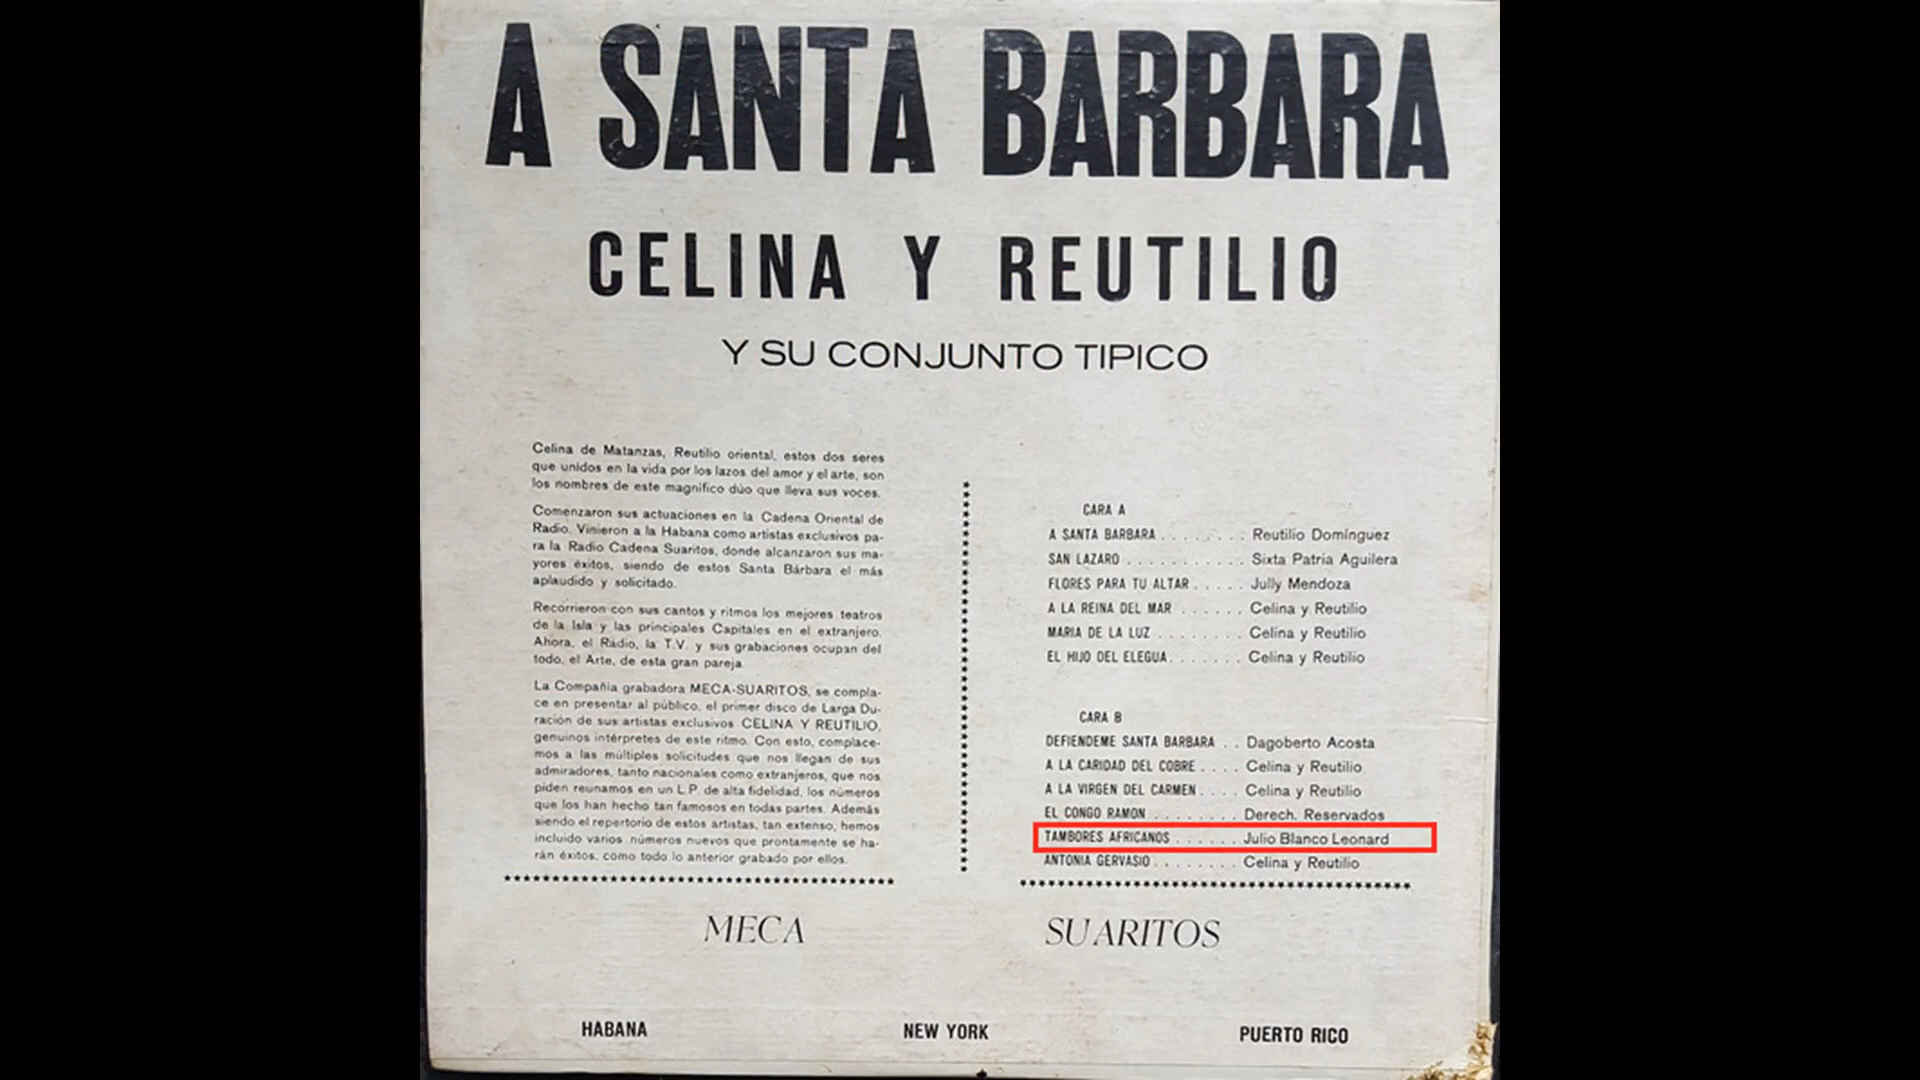 A SANTA BARBARA
CELINA Y REUTILIO
Y SU CONJUNTO TIPICO
Celina de Matanzas, Reutilio oriental, estos dos seres
que unidos en la vida por los lazos del amor y el arte, son
los nombres de este magnífico dúo que lleva sus voces.
Comenzaron sus actuaciones en la Cadena Oriental de
Radio. Vinieron a la Habana como artistas exclusivos pa-
ra la Radio Cadena Suaritos, donde alcanzaron sus ma-
yores éxitos, siendo de estos Santa Bárbara el más
aplaudido y solicitado.
Recorrieron con sus cantos y ritmos los mejores teatros
de la Isla y las principales Capitales en el extranjero.
Ahora, el Radio, la T.V. y sus grabaciones ocupan del
todo, el Arte, de esta gran pareja.
La Compañia grabadora MECA-SUARITOS, se compla-
ce en presentar al público, el primer disco de Larga Du-
ración de sus artistas exclusivos CELINA Y REUTILIO,
genuinos intérpretes de este ritmo. Con esto, complace-
mos a las múltiples solicitudes que nos llegan de sus
admiradores, tanto nacionales como extranjeros, que nos
piden reunamos en un L.P. de alta fidelidad, los números
que los han hecho tan famosos en todas partes. Además
siendo el repertorio de estos artistas, tan extenso, hemos
incluido varios números nuevos que prontamente se ha-
rán éxitos, como todo lo anterior grabado por ellos.
CARA A
A SANTA BARBARA . . . . . . . Reutilio Domínguez
SAN LAZARO . . . . . . . . . . . Sixta Patria Aguilera
FLORES PARA TU ALTAR . . . . . Jully Mendoza
A LA REINA DEL MAR . . . . . . Celina y Reutilio
MARIA DE LA LUZ . . . . . . . . Celina y Reutilio
EL HIJO DEL ELEGUA. . . . . . . Celina y Reutilio
CARA B
DEFIENDEME SANTA BARBARA . . Dagoberto Acosta
A LA CARIDAD DEL COBRE . . . . Celina y Reutilio
A LA VIRGEN DEL CARMEN . . . . Celina y Reutilio
EL CONGO RAMON . . . . . . . . Derech. Reservados
TAMBORES AFRICANOS . . . . . . Julio Blanco Leonard
ANTONIA GERVASIO . . . . . . . Celina y Reutilio
MECA SUARITOS
HABANA NEW YORK PUERTO RICO